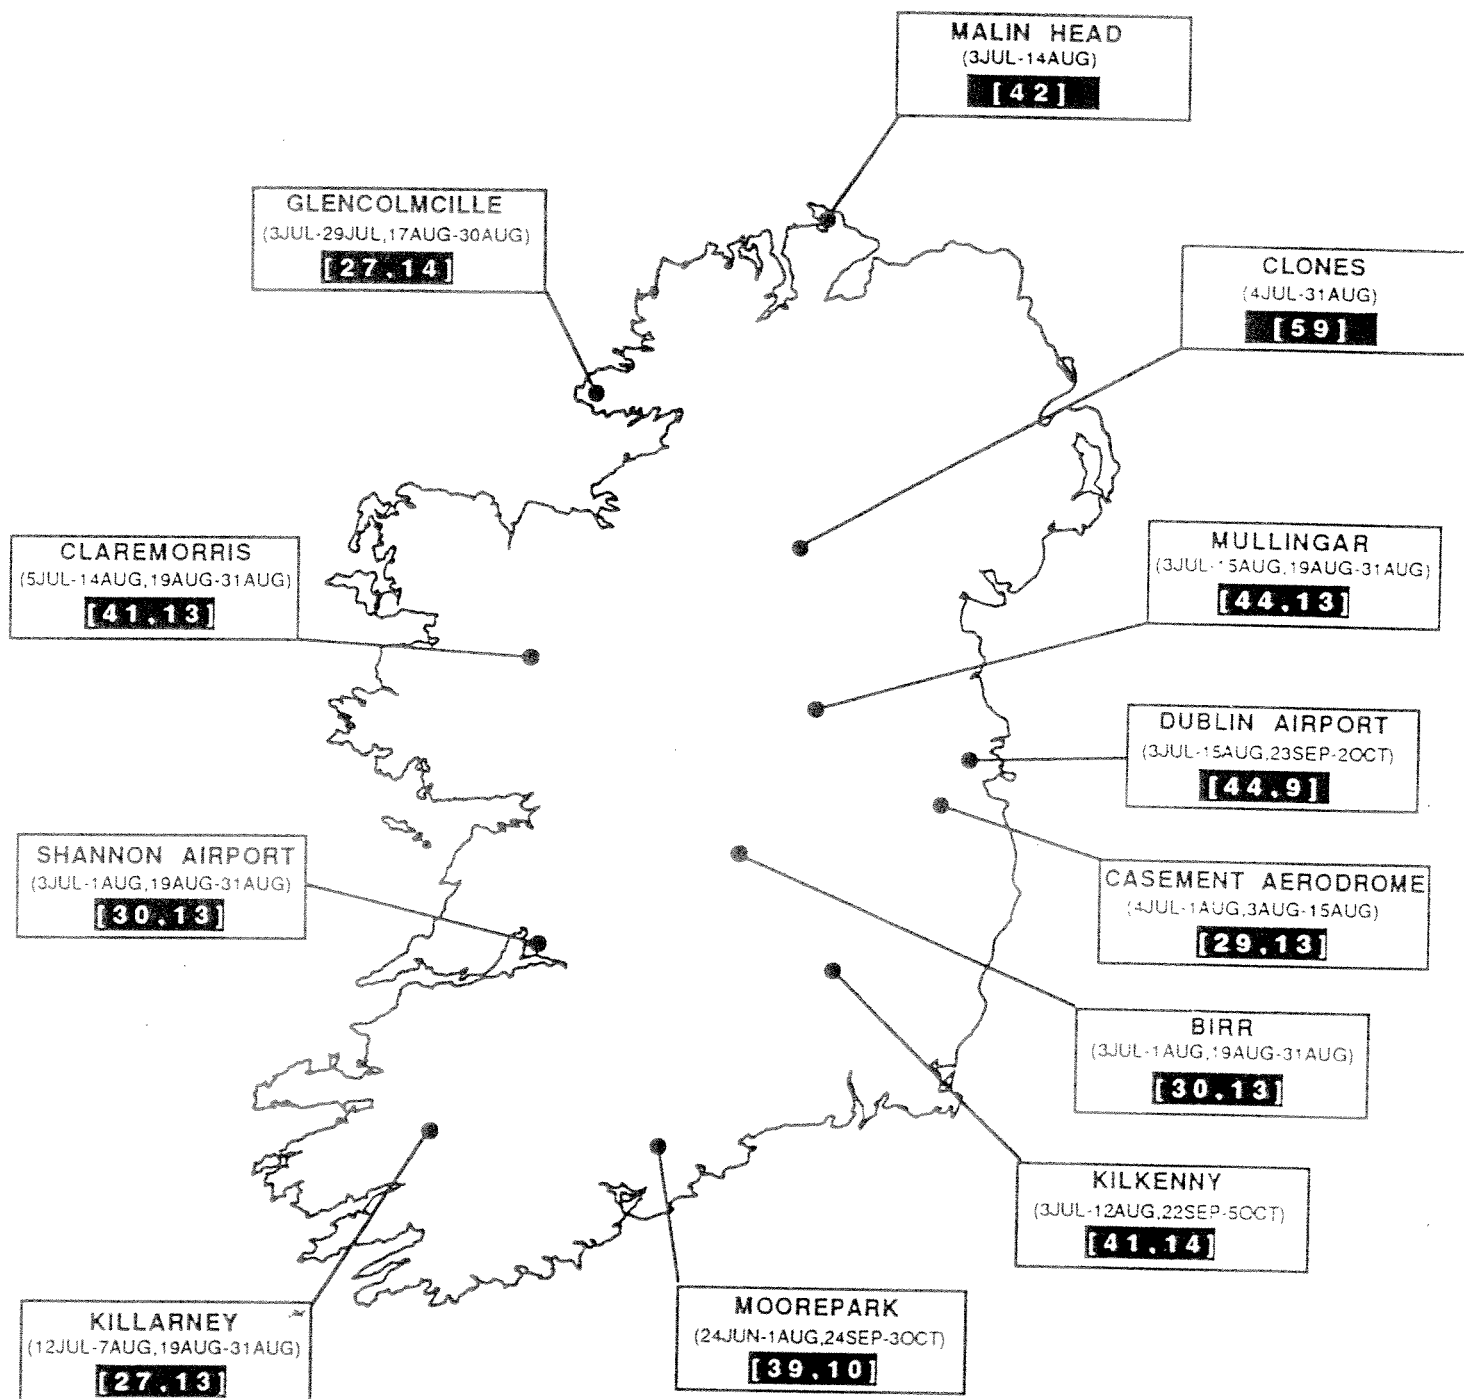 MALIN HEAD
(3JUL-14AUG)
[42]
GLENCOLMCILLE
(3JUL-29JUL,17AUG-30AUG)
[27.14]
CLONES
(4JUL-31AUG)
[59]
CLAREMORRIS
(5JUL-14AUG,19AUG-31AUG)
[41.13]
MULLINGAR
(3JUL-15AUG,19AUG-31AUG)
[44.13]
DUBLIN AIRPORT
(3JUL-15AUG,23SEP-2OCT)
[44.9]
SHANNON AIRPORT
(3JUL-1AUG,19AUG-31AUG)
[30.13]
CASEMENT AERODROME
(4JUL-1AUG,3AUG-15AUG)
[29.13]
BIRR
(3JUL-1AUG,19AUG-31AUG)
[30.13]
KILKENNY
(3JUL-12AUG,22SEP-5OCT)
[41.14]
MOOREPARK
(24JUN-1AUG,24SEP-3OCT)
[39.10]
KILLARNEY
(12JUL-7AUG,19AUG-31AUG)
[27.13]